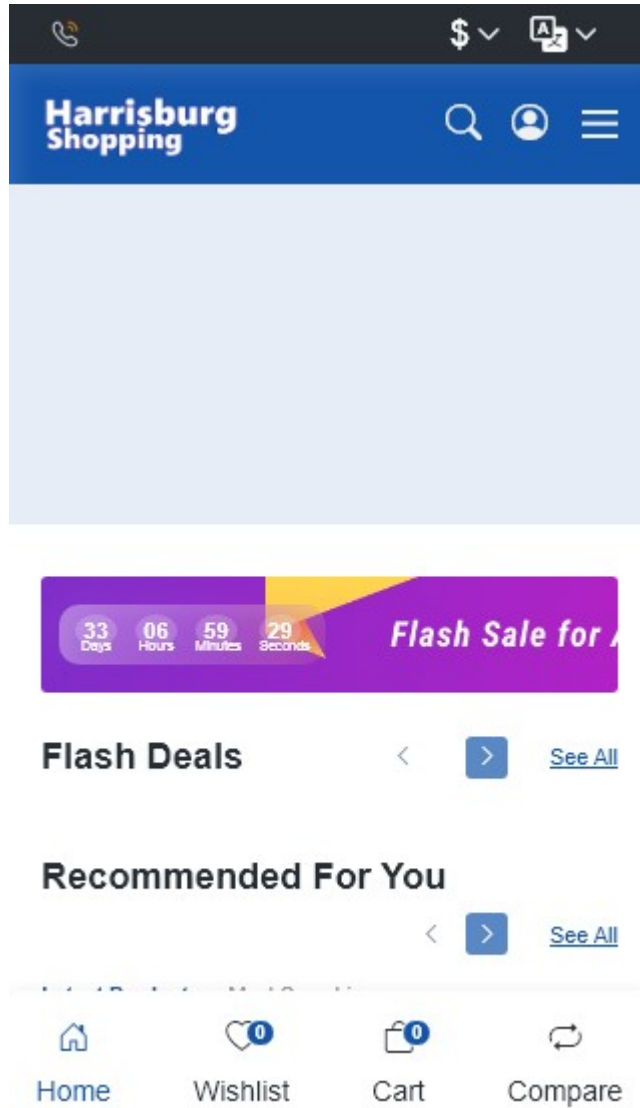 $
Harrisburg
Shopping
33 06 59 29
Days Hours Minutes Seconds
Flash Sale for
Flash Deals
See All
Recommended For You
See All
0 0
Home Wishlist Cart Compare